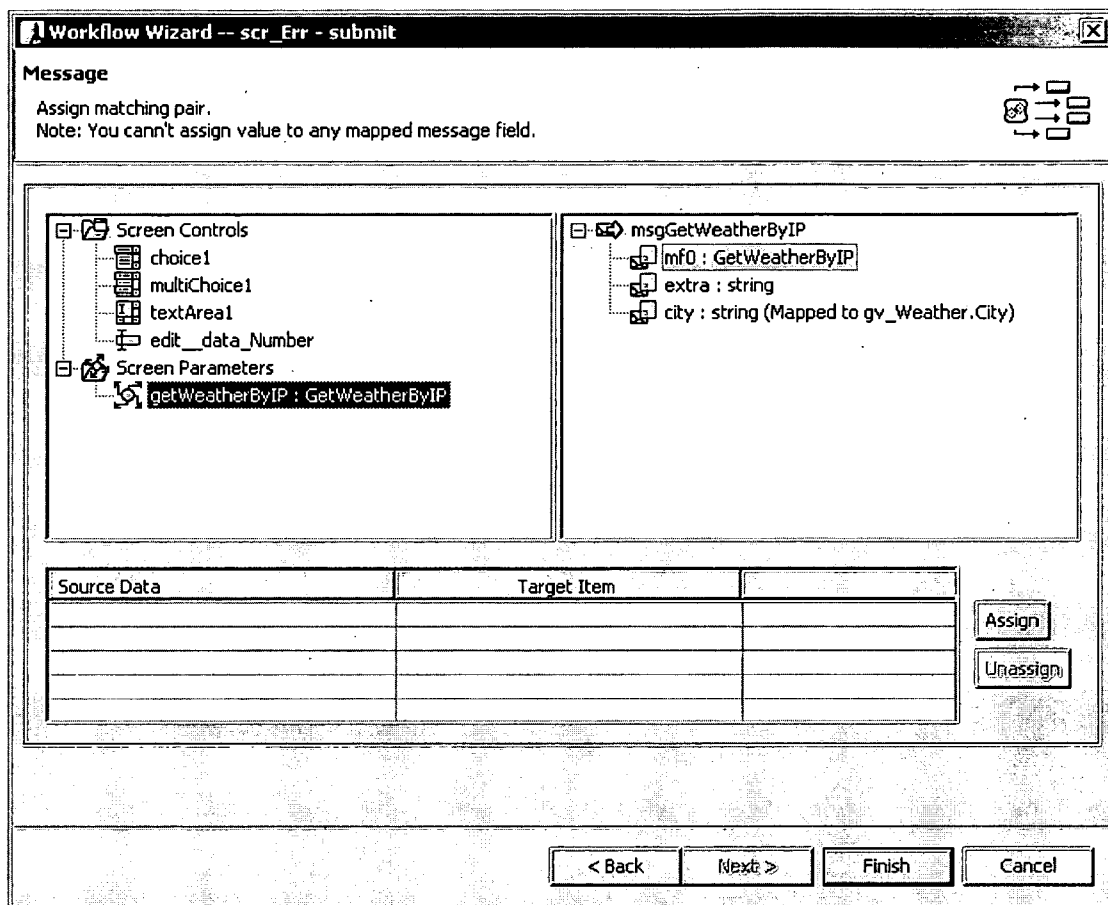 Workflow Wizard -- scr_Err - submit
Message
Assign matching pair.
Note: You cann't assign value to any mapped message field.
Screen Controls
choice1
multiChoice1
textArea1
edit__data_Number
Screen Parameters
getWeatherByIP : GetWeatherByIP
msgGetWeatherByIP
mf0 : GetWeatherByIP
extra : string
city : string (Mapped to gv_Weather.City)
Source Data Target Item
Assign
Unassign
< Back Next > Finish Cancel